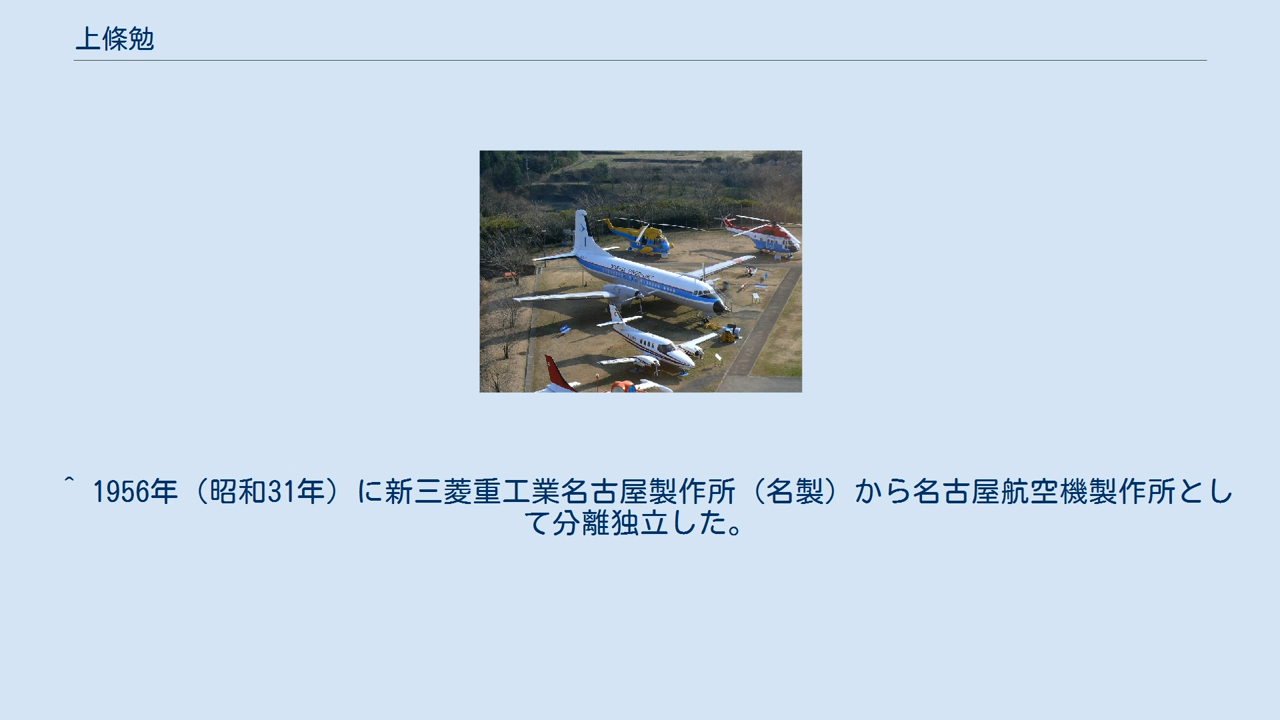 上條勉
^ 1956年（昭和31年）に新三菱重工業名古屋製作所（名製）から名古屋航空機製作所とし
て分離独立した。